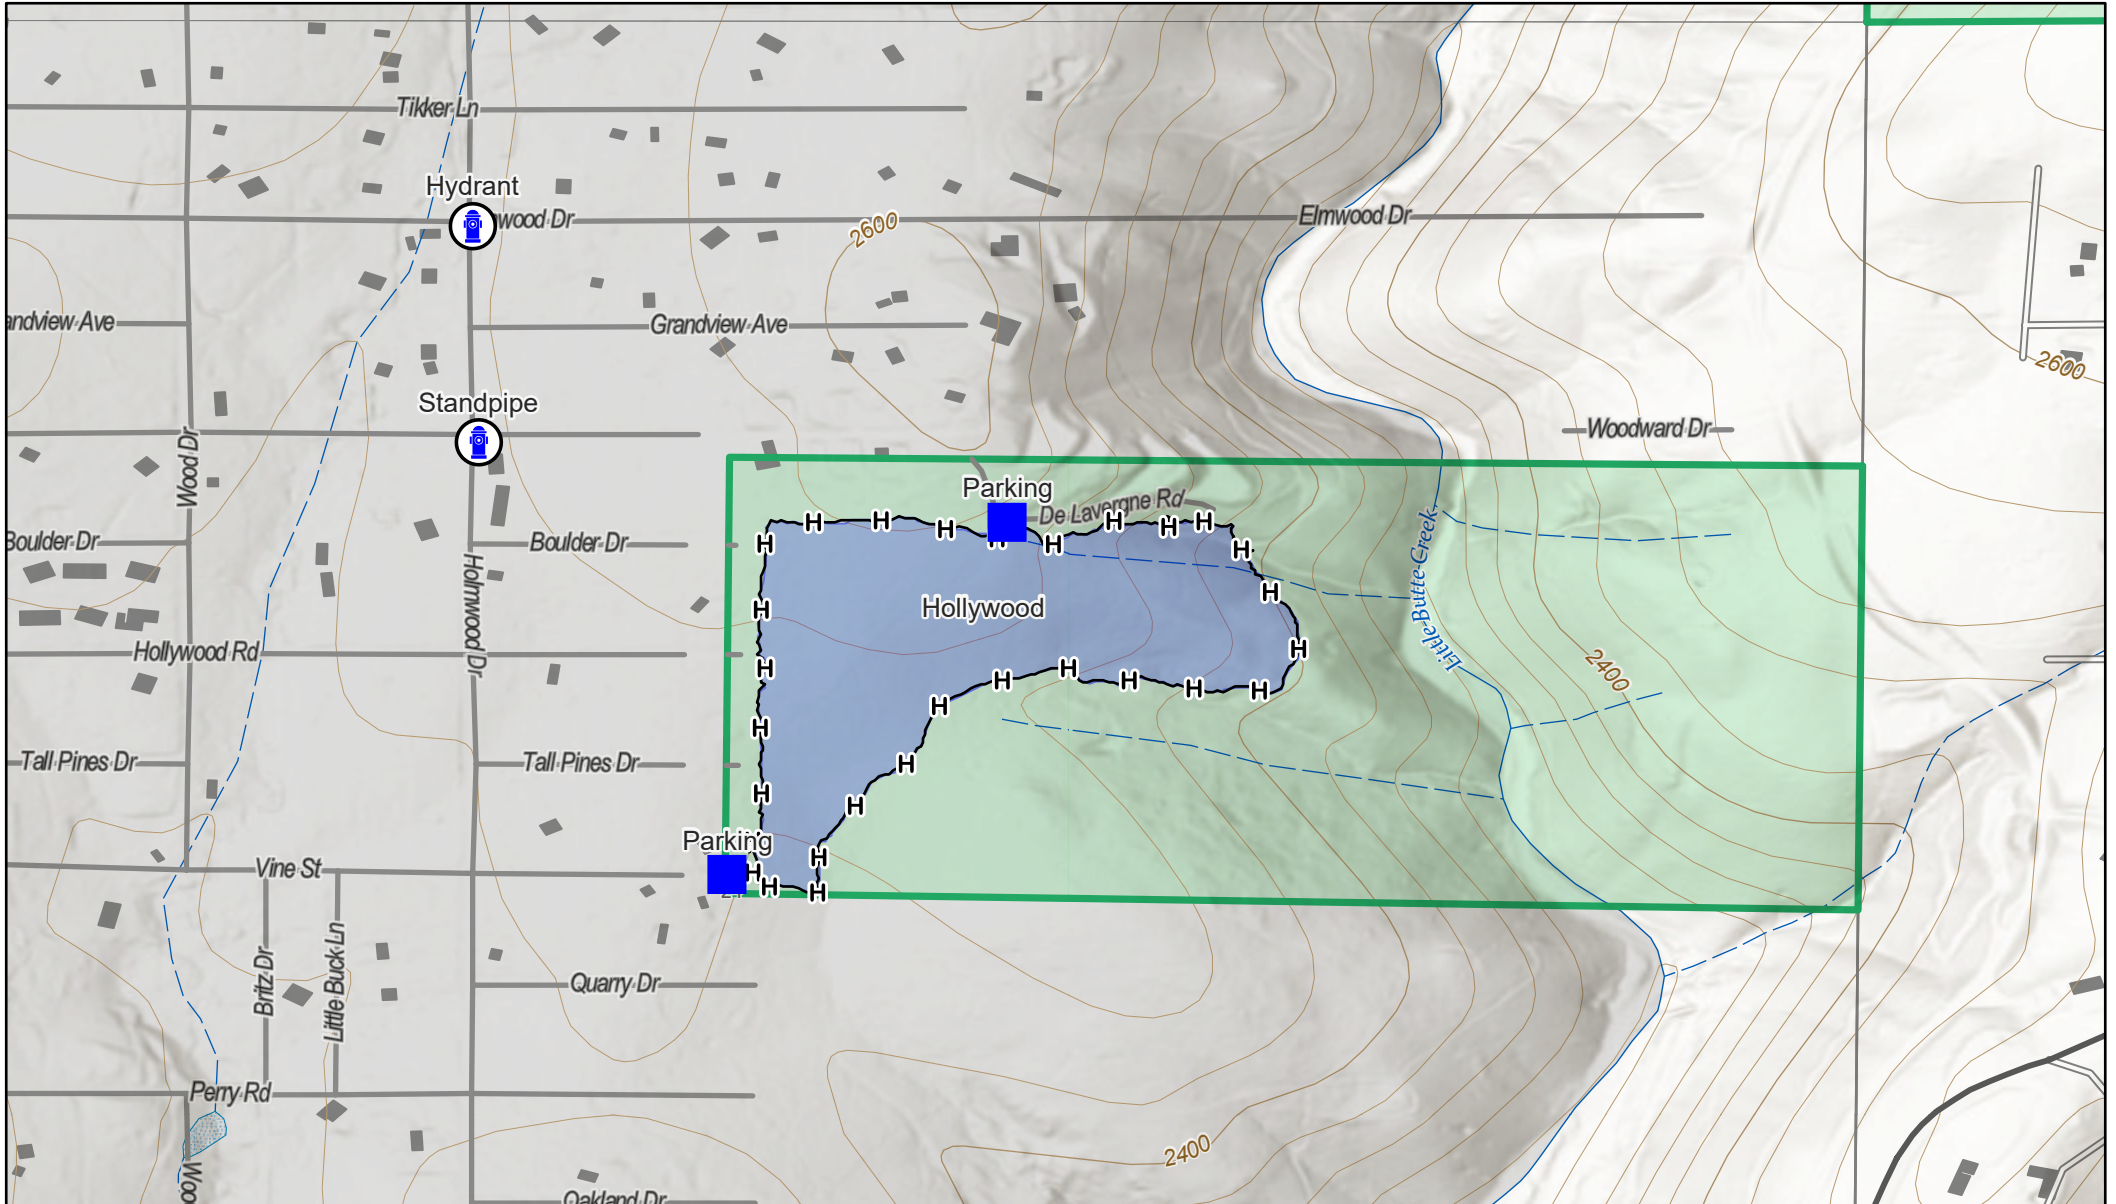 Tikker Ln
Hydrant
wood Dr
Elmwood Dr
2600
andview Ave
Grandview Ave
2600
Standpipe
Woodward Dr
Wood Dr
Parking
De Lavergne Rd
H H H H H H H H H H
Boulder Dr
Boulder Dr
Holmwood Dr
Little Butte Creek
Hollywood
Hollywood Rd
2400
H H H H H H H H H H H H H H H H H H
Tall Pines Dr
Tall Pines Dr
Parking
Vine St
Britz Dr
Little Buck Ln
Quarry Dr
Perry Rd
2400
Woo
Oakland Dr